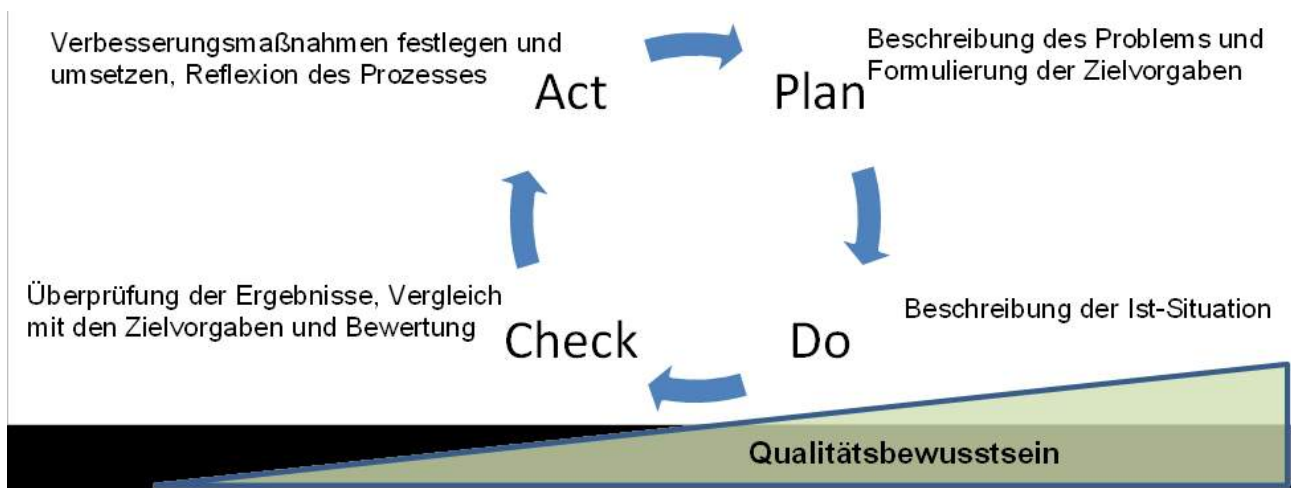 Verbesserungsmaßnahmen festlegen und
umsetzen, Reflexion des Prozesses
Act
Plan
Beschreibung des Problems und
Formulierung der Zielvorgaben
Überprüfung der Ergebnisse, Vergleich
mit den Zielvorgaben und Bewertung
Check
Do
Beschreibung der Ist-Situation
Qualitätsbewusstsein